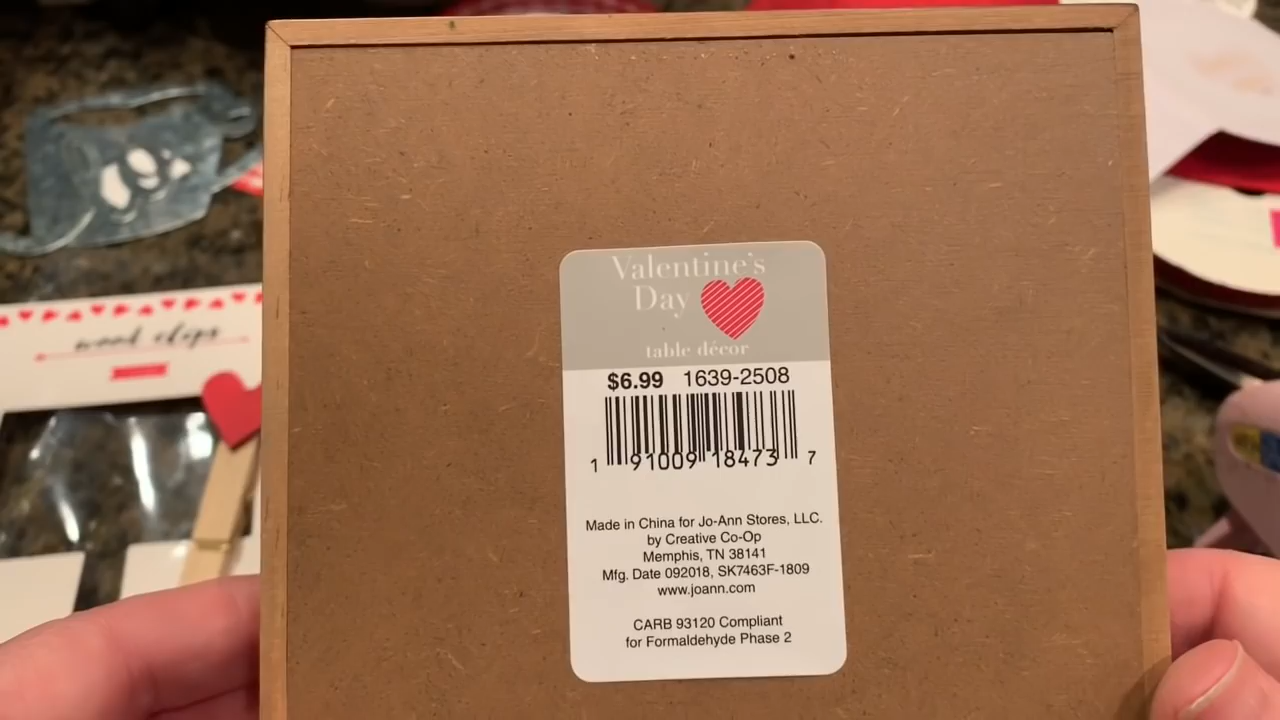 Valentine's
Day
table décor
$6.99 1639-2508
1 91009 18473 7
Made in China for Jo-Ann Stores, LLC.
by Creative Co-Op
Memphis, TN 38141
Mfg. Date 092018, SK7463F-1809
www.joann.com
CARB 93120 Compliant
for Formaldehyde Phase 2
wood clips